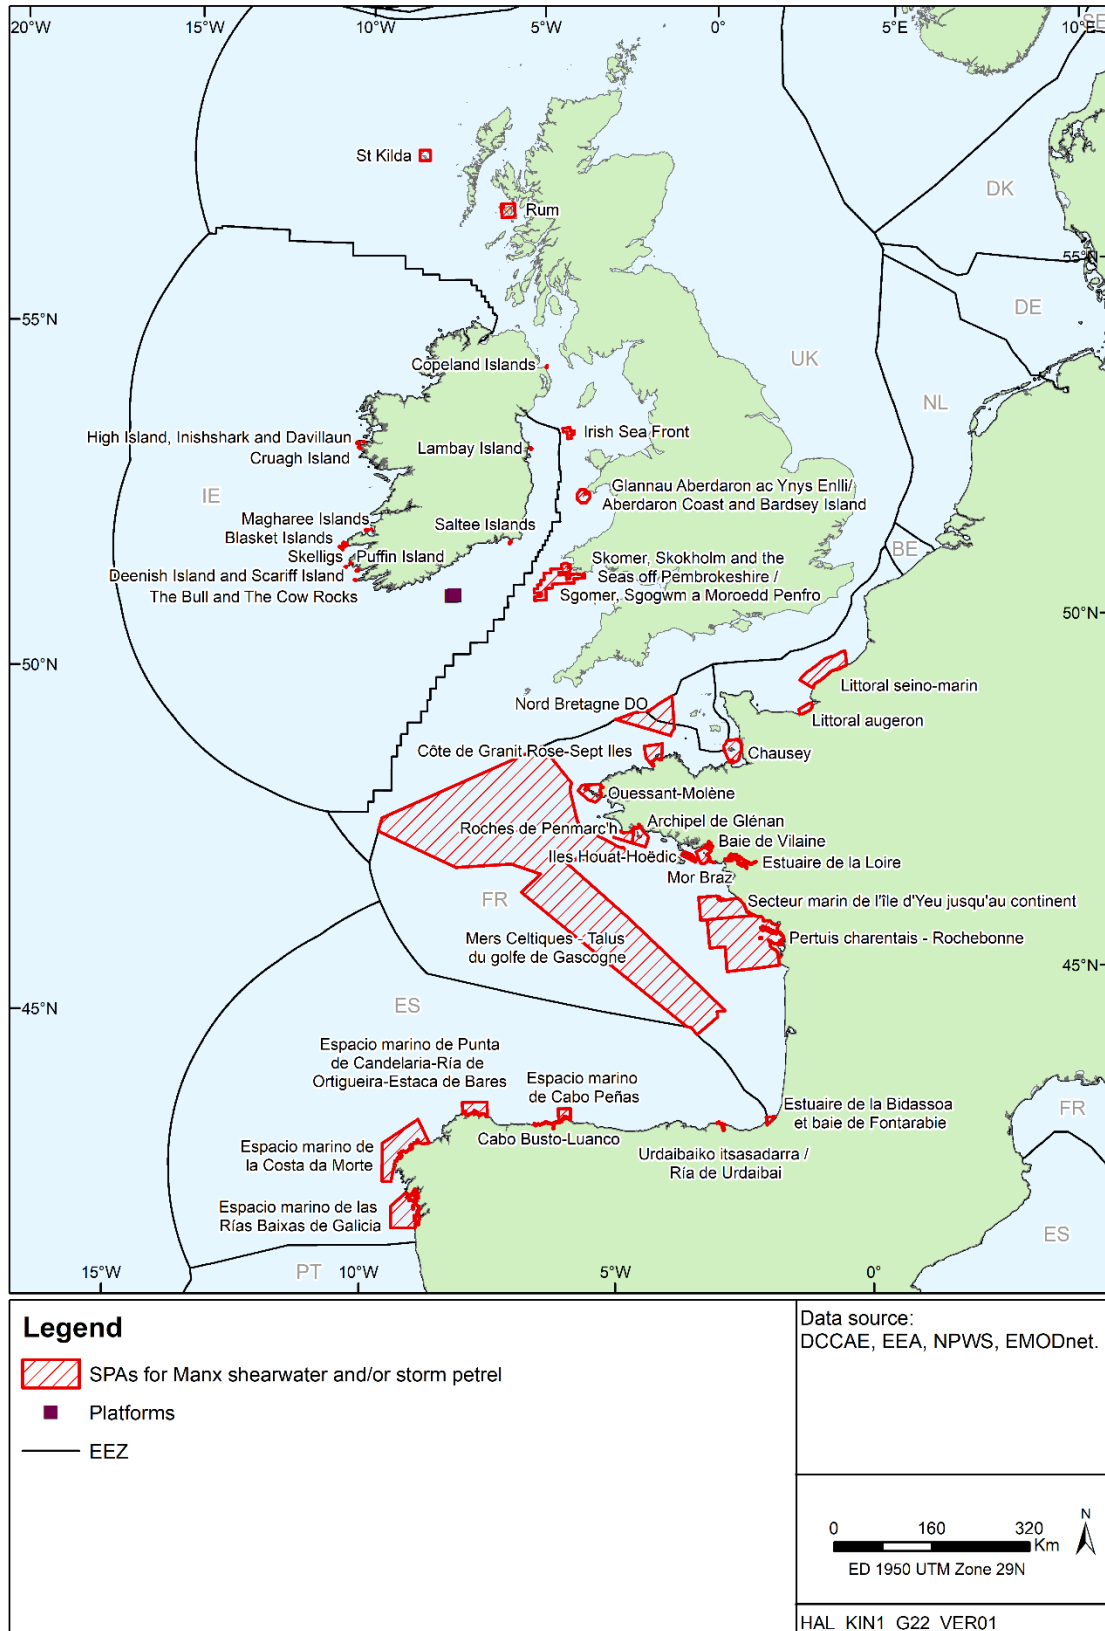 20°W
15°W
10°W
5°W
0°
5°E
10°E
SE
St Kilda
Rum
DK
55°N
55°N
DE
UK
Copeland Islands
NL
High Island, Inishshark and Davillaun
Cruagh Island
Irish Sea Front
Lambay Island
IE
Glannau Aberdaron ac Ynys Enlli/
Aberdaron Coast and Bardsey Island
Magharee Islands
Blasket Islands
Saltee Islands
BE
Skelligs
Puffin Island
Deenish Island and Scariff Island
The Bull and The Cow Rocks
Skomer, Skokholm and the
Seas off Pembrokeshire /
Sgomer, Sgogwm a Moroedd Penfro
50°N
50°N
Littoral seino-marin
Nord Bretagne DO
Littoral augeron
Côte de Granit Rose-Sept Iles
Chausey
Ouessant-Molène
Roches de Penmarc'h
Archipel de Glénan
Baie de Vilaine
Iles Houat-Hoëdic
Estuaire de la Loire
Mor Braz
FR
Secteur marin de l'île d'Yeu jusqu'au continent
Mers Celtiques - Talus
du golfe de Gascogne
Pertuis charentais - Rochebonne
45°N
45°N
ES
Espacio marino de Punta
de Candelaria-Ría de
Ortigueira-Estaca de Bares
Espacio marino
de Cabo Peñas
Estuaire de la Bidassoa
et baie de Fontarabie
FR
Cabo Busto-Luanco
Espacio marino de
la Costa da Morte
Urdaibaiko itsasadarra /
Ría de Urdaibai
Espacio marino de las
Rías Baixas de Galicia
ES
PT
15°W
10°W
5°W
0°
Legend
SPAs for Manx shearwater and/or storm petrel
Platforms
EEZ
Data source:
DCCAE, EEA, NPWS, EMODnet.
N
0 160 320
Km
ED 1950 UTM Zone 29N
HAL_KIN1_G22_VER01